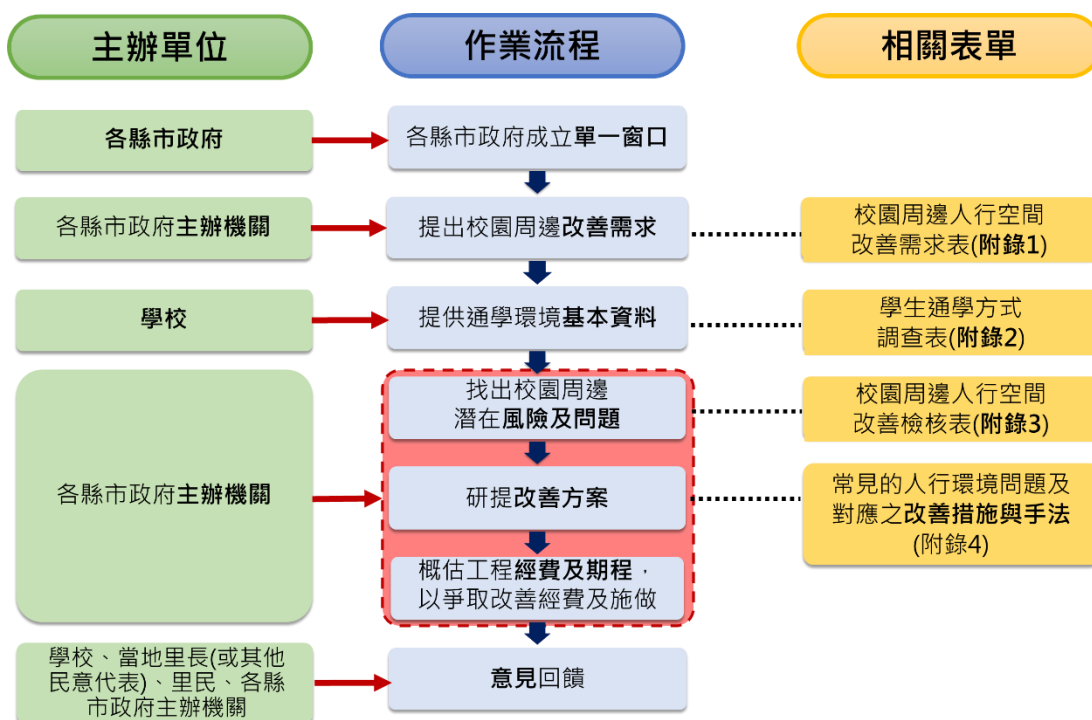 主辦單位
作業流程
相關表單
各縣市政府
各縣市政府成立單一窗口
各縣市政府主辦機關
提出校園周邊改善需求
校園周邊人行空間
改善需求表(附錄1)
學校
提供通學環境基本資料
學生通學方式
調查表(附錄2)
各縣市政府主辦機關
找出校園周邊
潛在風險及問題
校園周邊人行空間
改善檢核表(附錄3)
研提改善方案
常見的人行環境問題及
對應之改善措施與手法
(附錄4)
概估工程經費及期程，
以爭取改善經費及施做
學校、當地里長(或其他
民意代表)、里民、各縣
市政府主辦機關
意見回饋